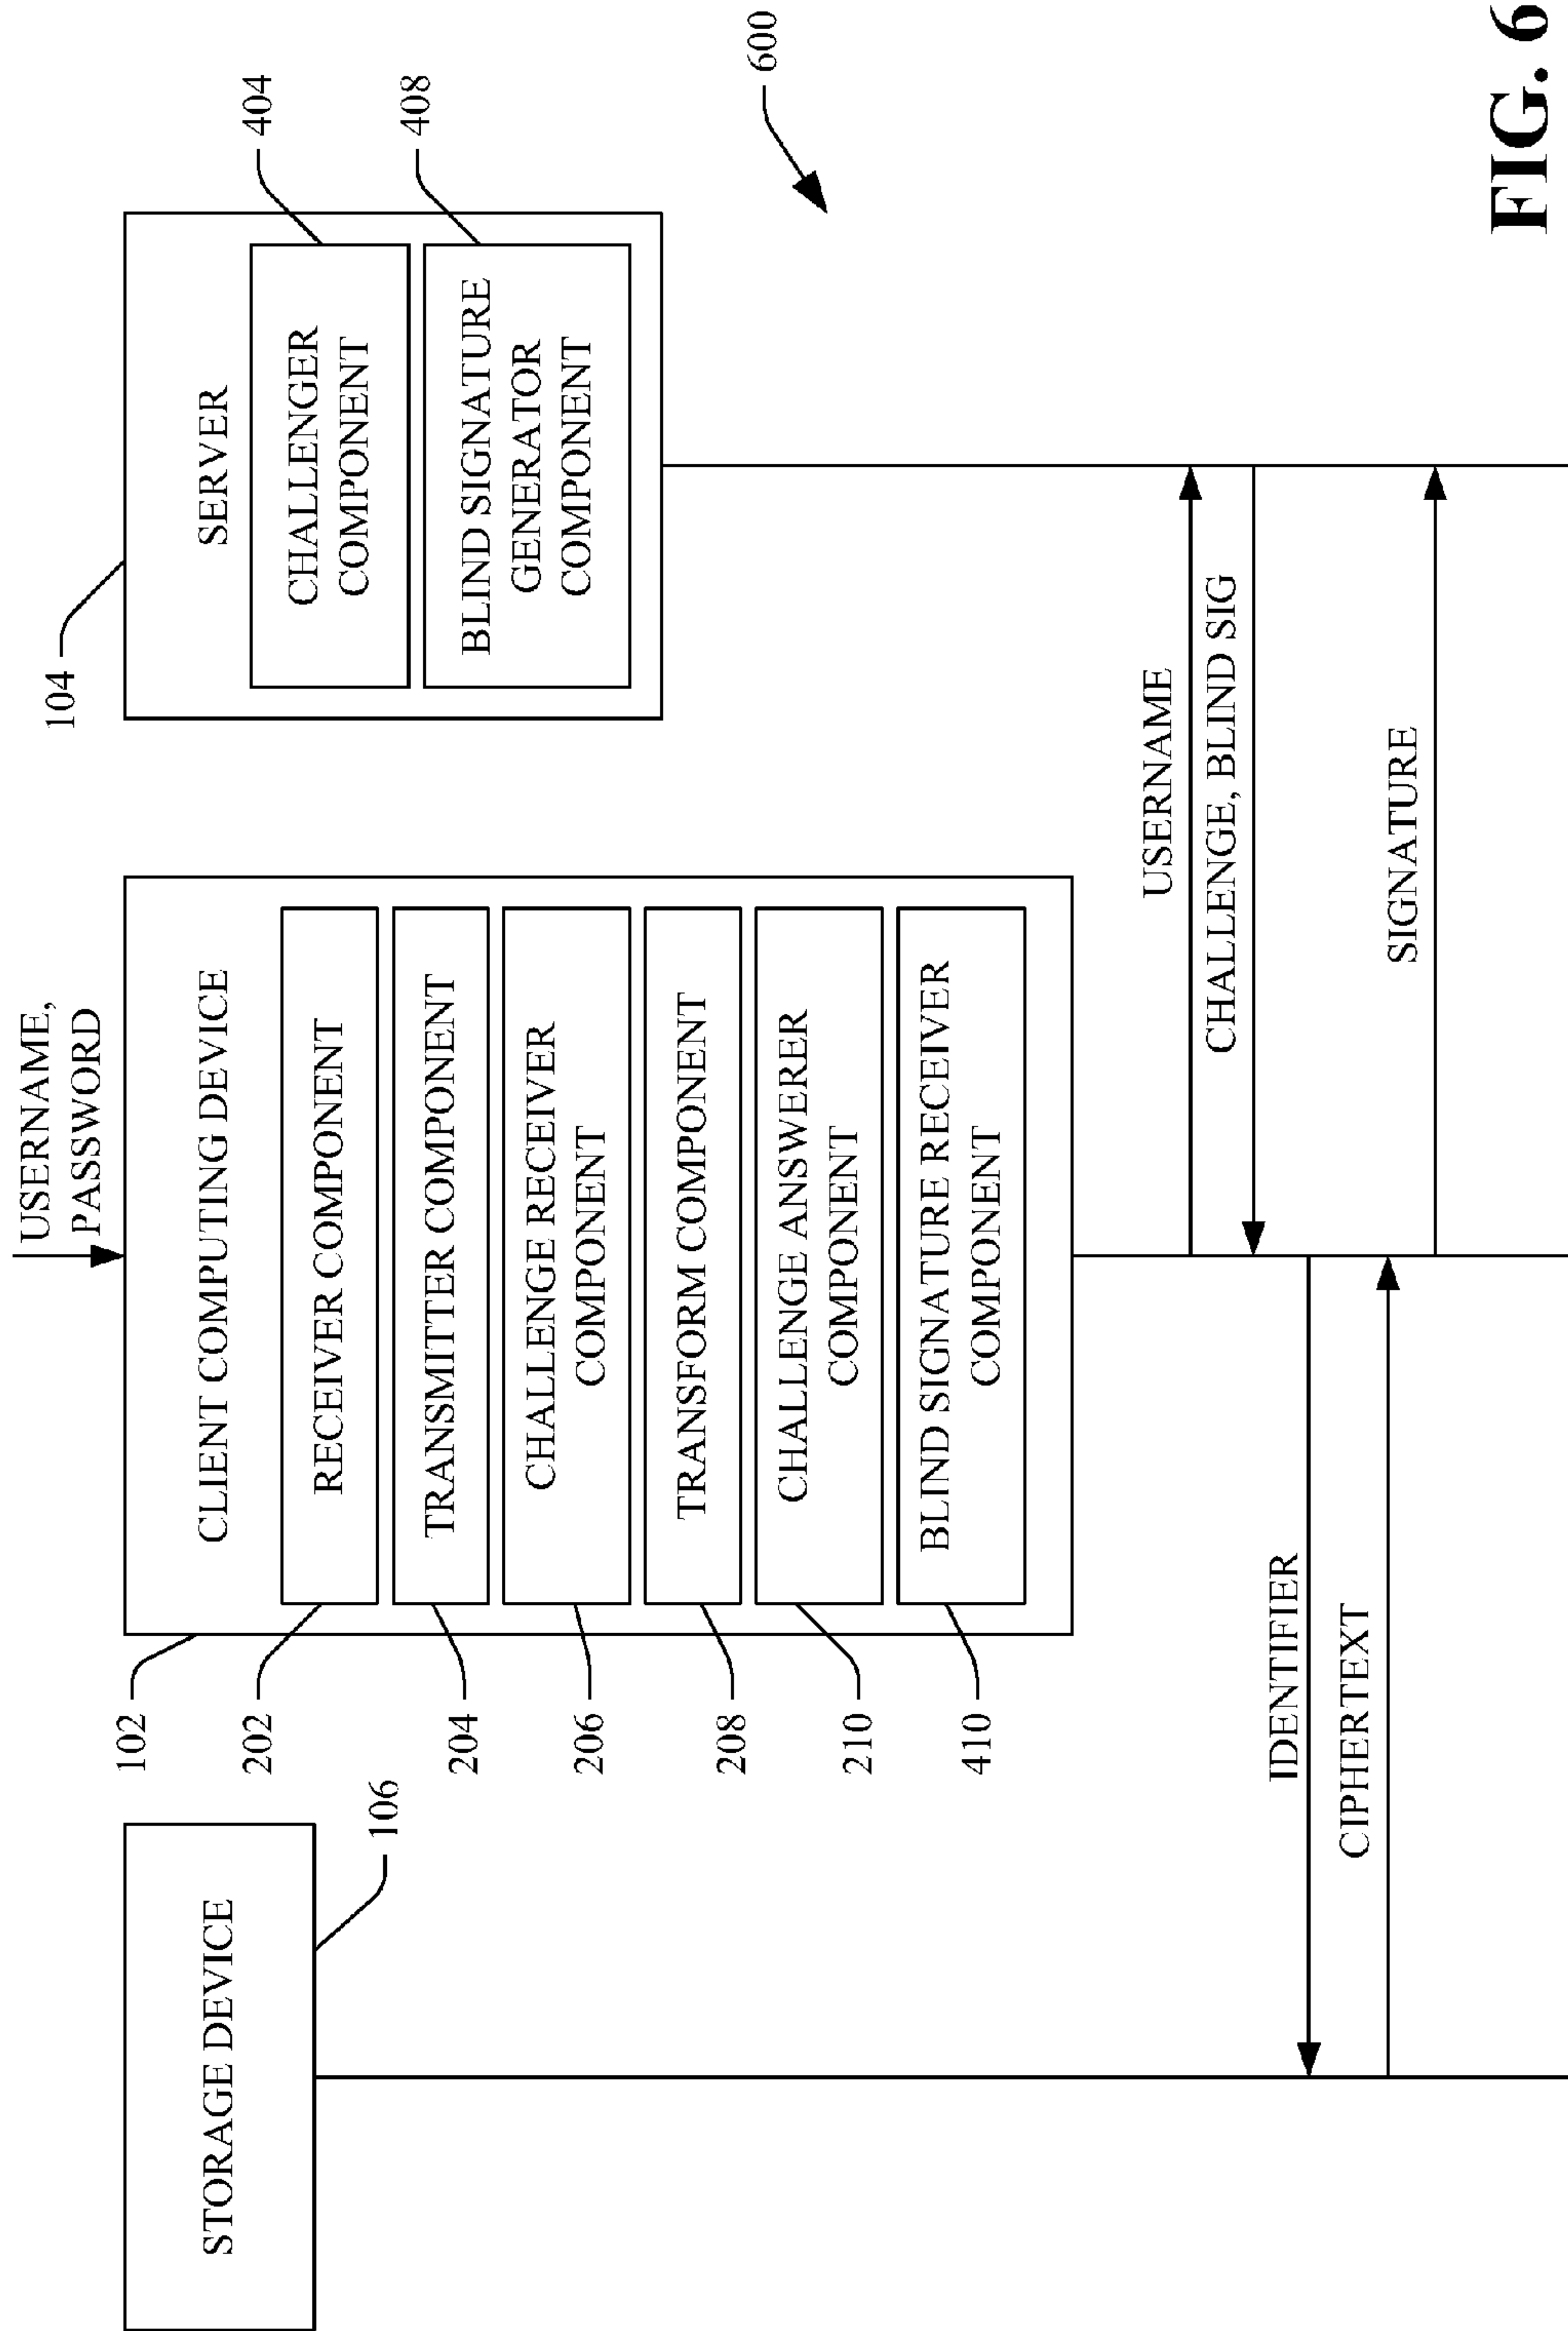 USERNAME,
PASSWORD
104
102
STORAGE DEVICE
106
CLIENT COMPUTING DEVICE
202
RECEIVER COMPONENT
204
TRANSMITTER COMPONENT
206
CHALLENGE RECEIVER
COMPONENT
208
TRANSFORM COMPONENT
210
CHALLENGE ANSWERER
COMPONENT
410
BLIND SIGNATURE RECEIVER
COMPONENT
SERVER
CHALLENGER
COMPONENT
404
BLIND SIGNATURE
GENERATOR
COMPONENT
408
600
USERNAME
CHALLENGE, BLIND SIG
IDENTIFIER
CIPHERTEXT
SIGNATURE
FIG. 6